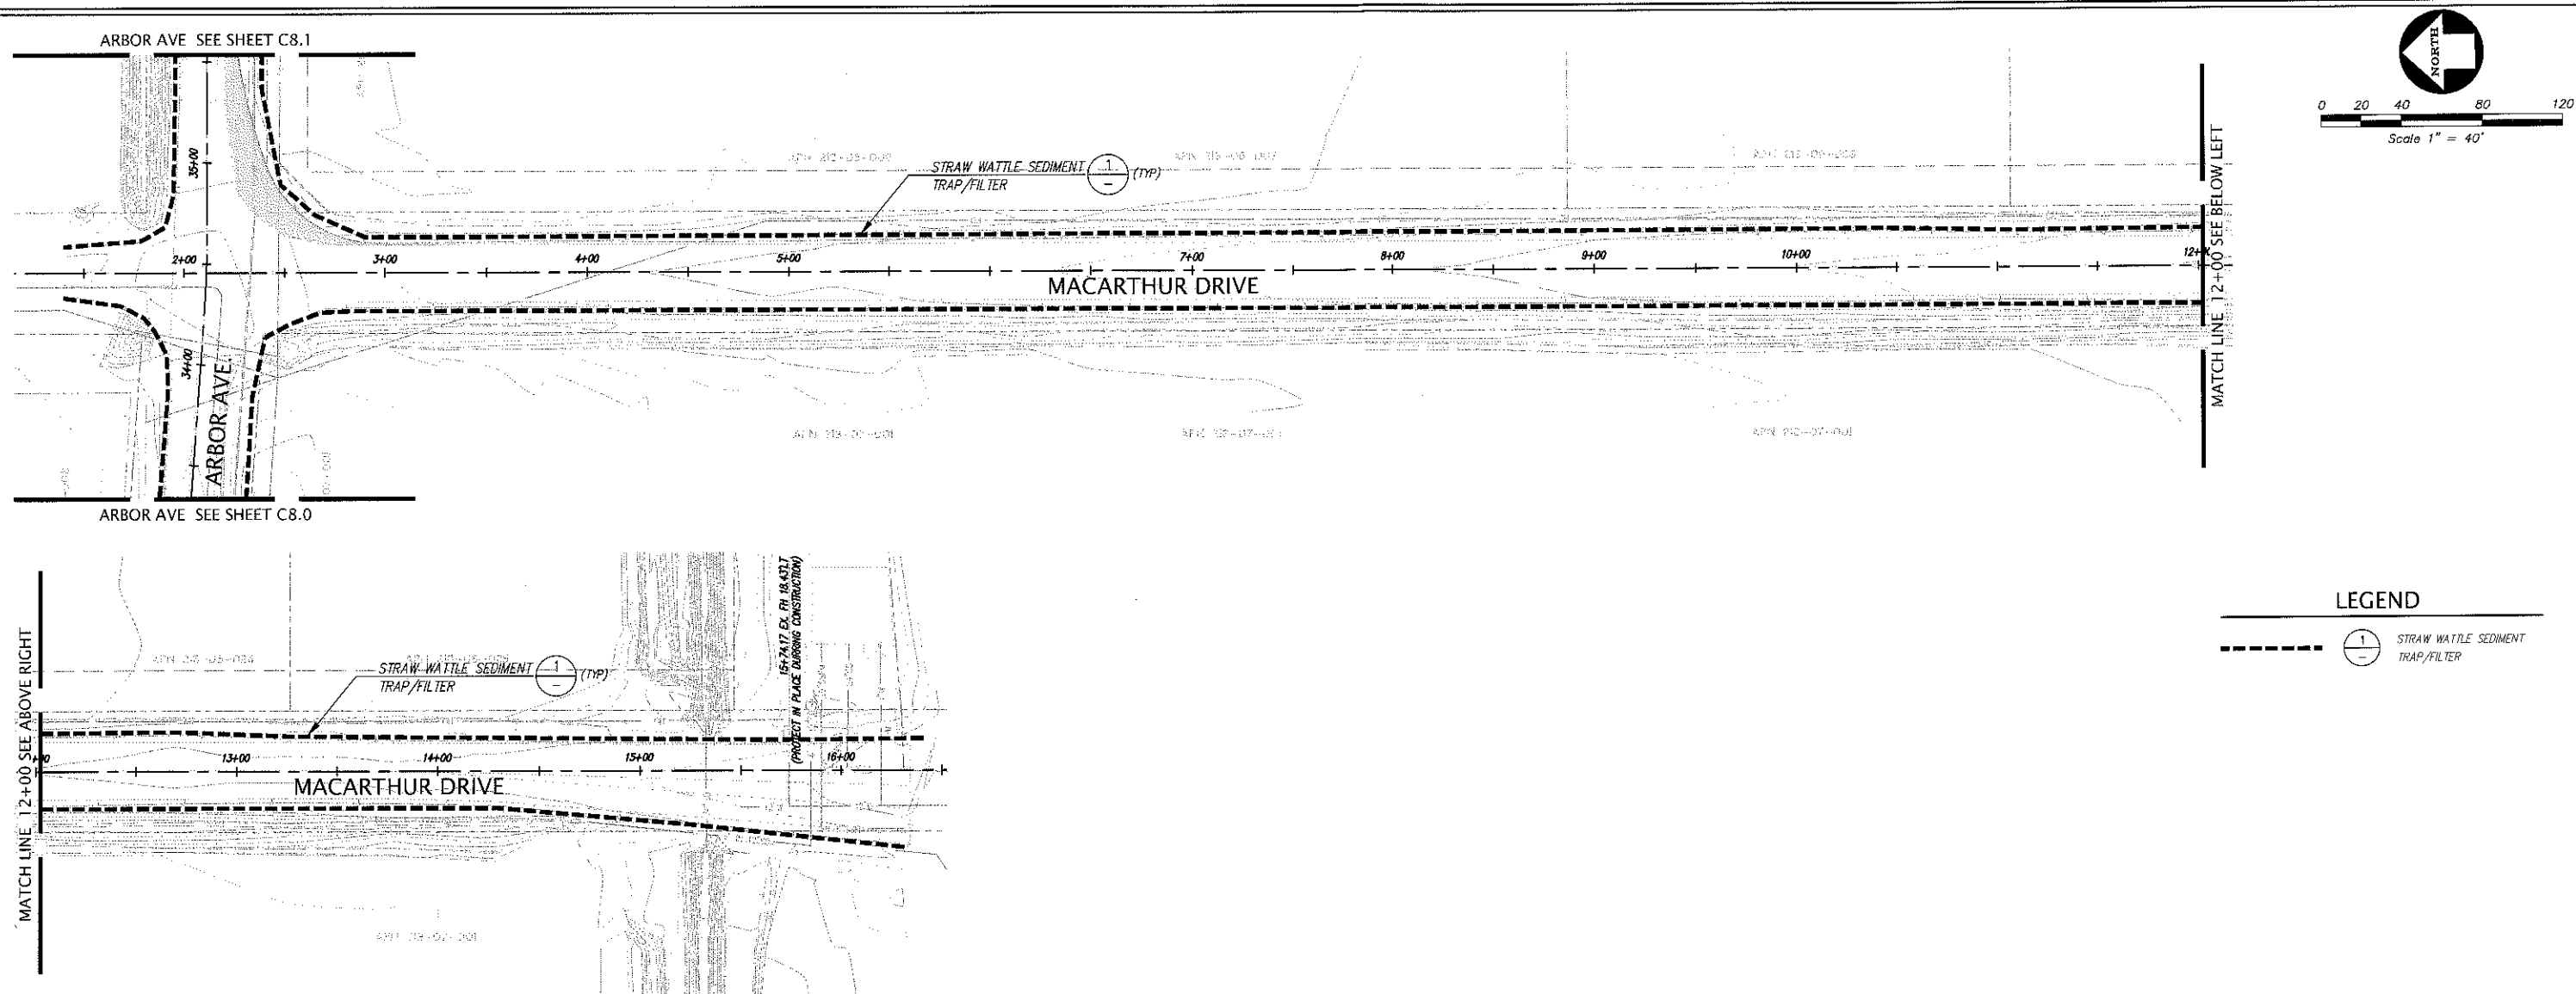 ARBOR AVE SEE SHEET C8.1
NORTH
0 20 40 80 120
Scale 1" = 40'
35+00
STRAW WATTLE SEDIMENT
TRAP/FILTER
1
(TYP)
2+00 3+00 4+00 5+00 7+00 8+00 9+00 10+00
MACARTHUR DRIVE
MATCH LINE 12+00 SEE BELOW LEFT
34+00
ARBOR AVE.
ARBOR AVE SEE SHEET C8.0
LEGEND
1
STRAW WATTLE SEDIMENT
TRAP/FILTER
MATCH LINE 12+00 SEE ABOVE RIGHT
STRAW WATTLE SEDIMENT
TRAP/FILTER
1
(TYP)
(PROTECT IN PLACE DURRING CONSTRUCTION)
13+00 14+00 15+00 16+00
MACARTHUR DRIVE